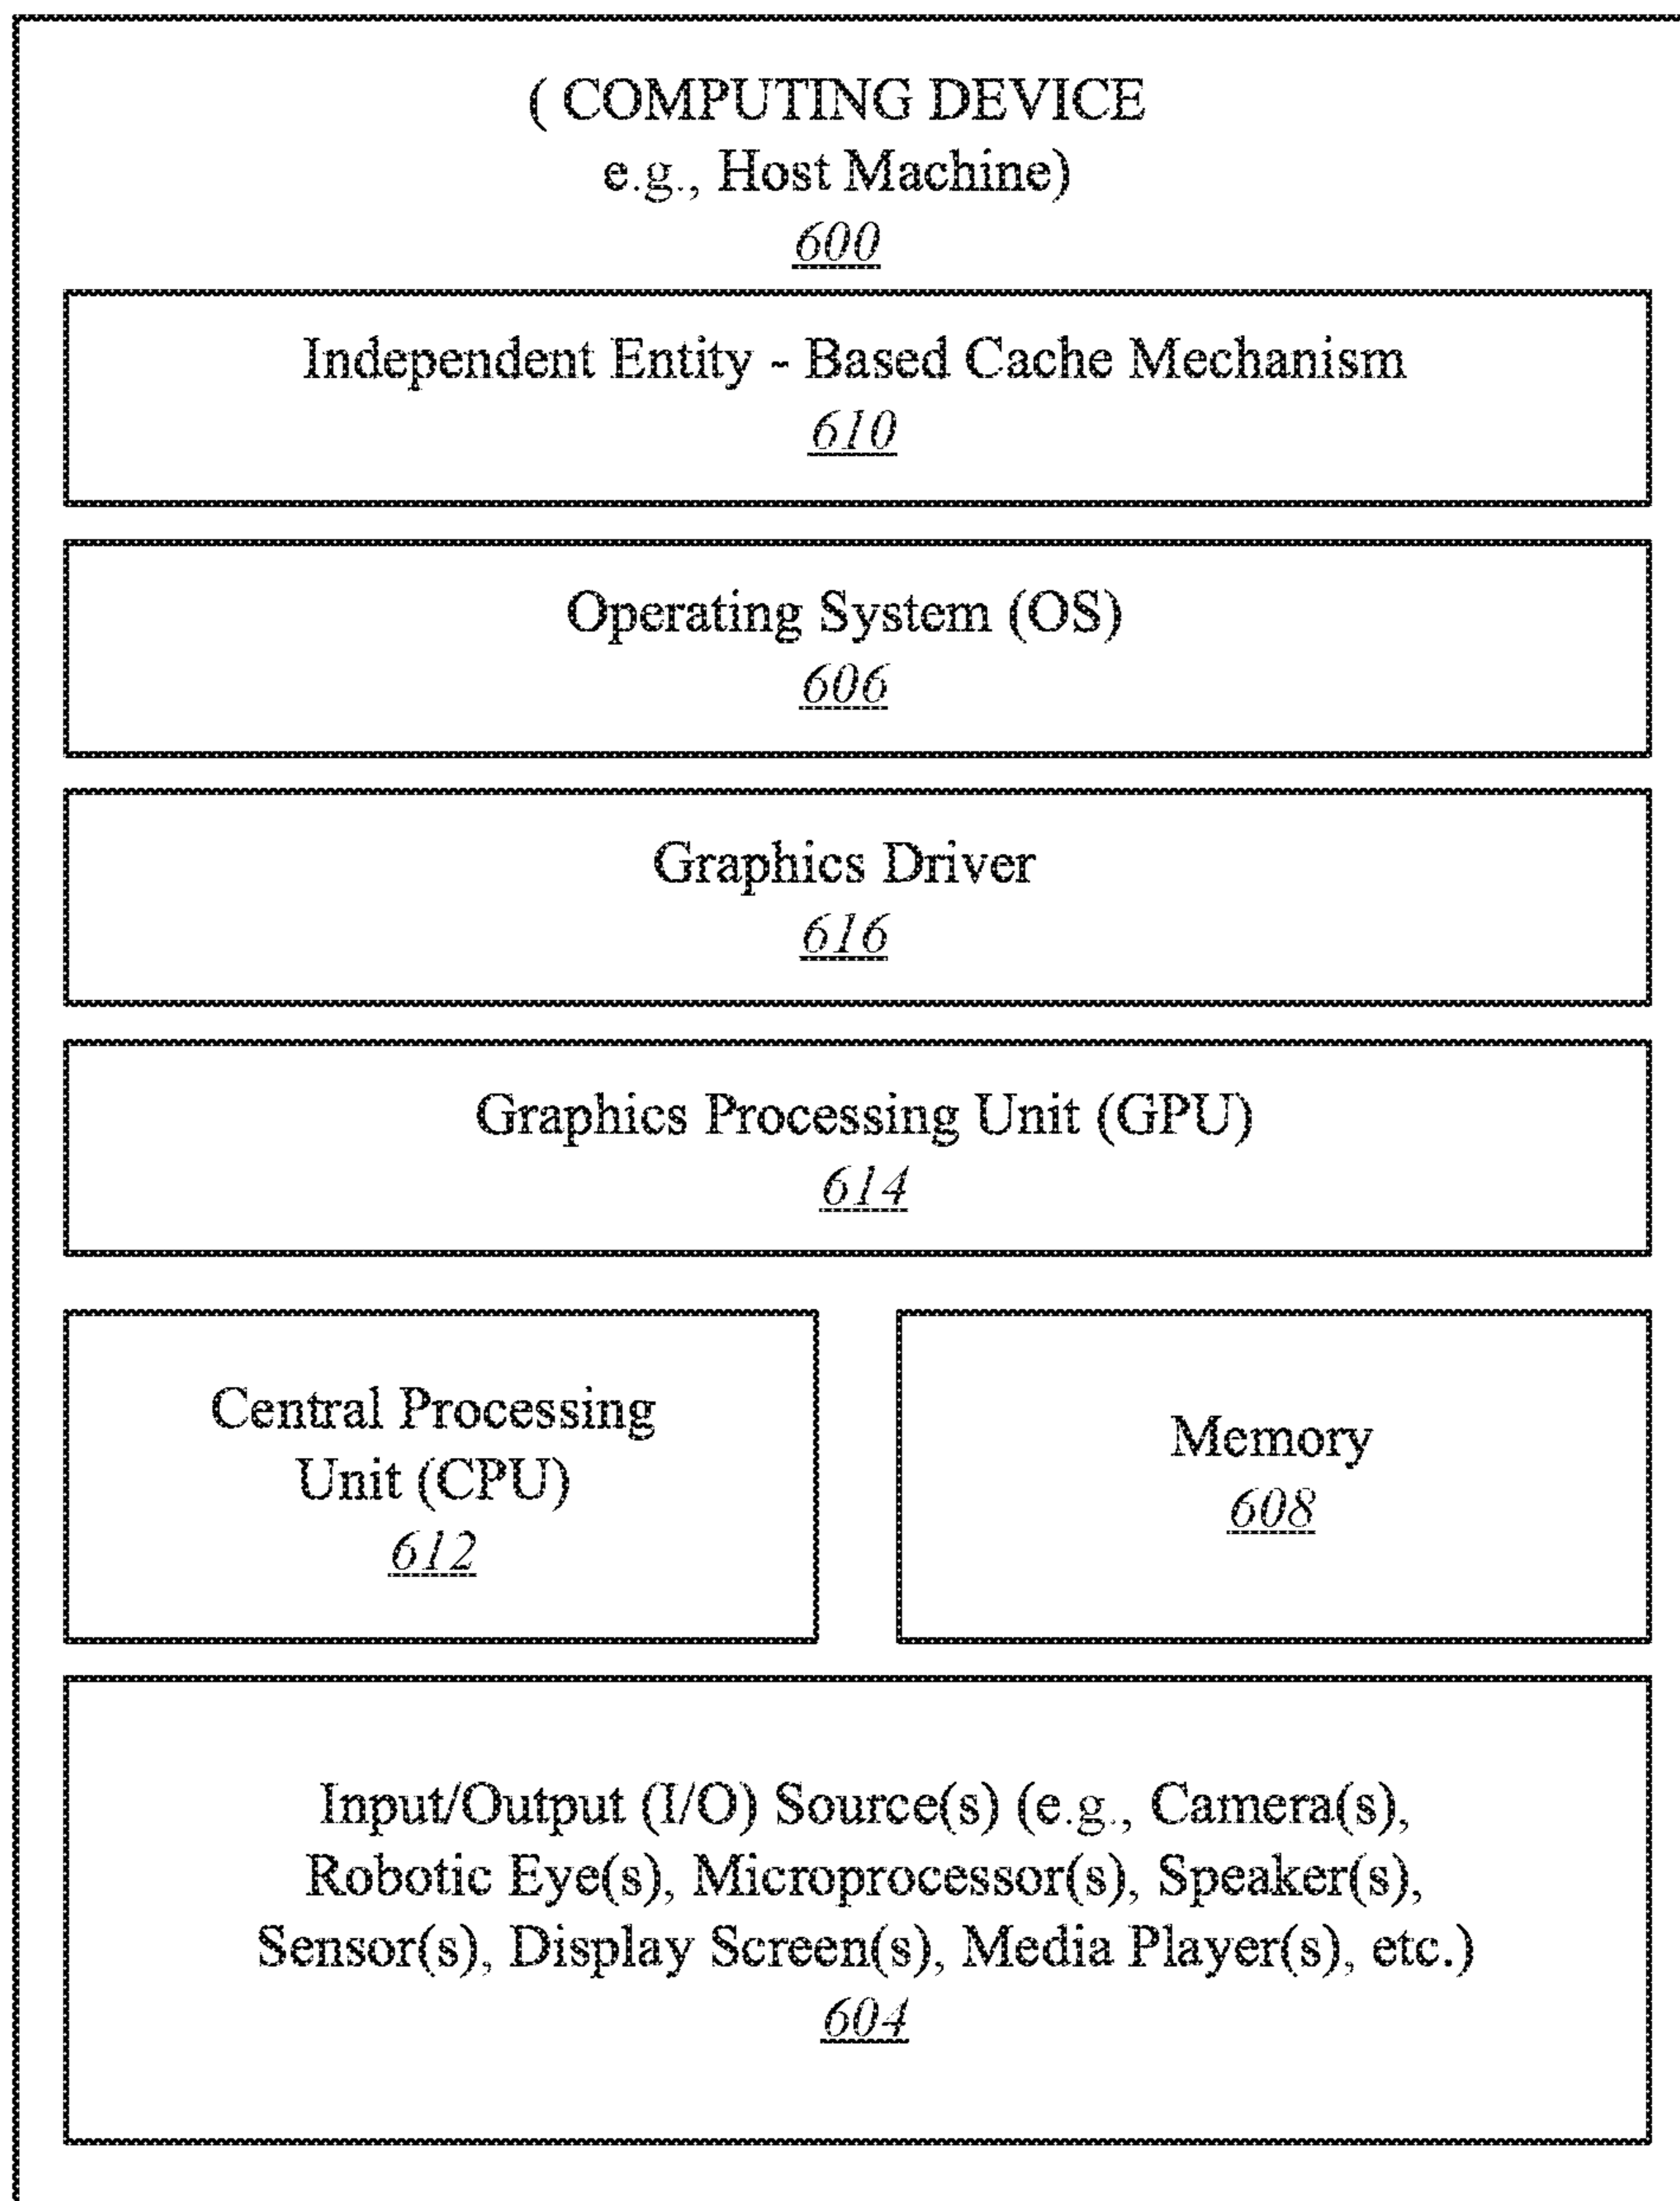 ( COMPUTING DEVICE
e.g., Host Machine)
600
Independent Entity - Based Cache Mechanism
610
Operating System (OS)
606
Graphics Driver
616
Graphics Processing Unit (GPU)
614
Central Processing
Unit (CPU)
612
Memory
608
Input/Output (I/O) Source(s) (e.g., Camera(s),
Robotic Eye(s), Microprocessor(s), Speaker(s),
Sensor(s), Display Screen(s), Media Player(s), etc.)
604